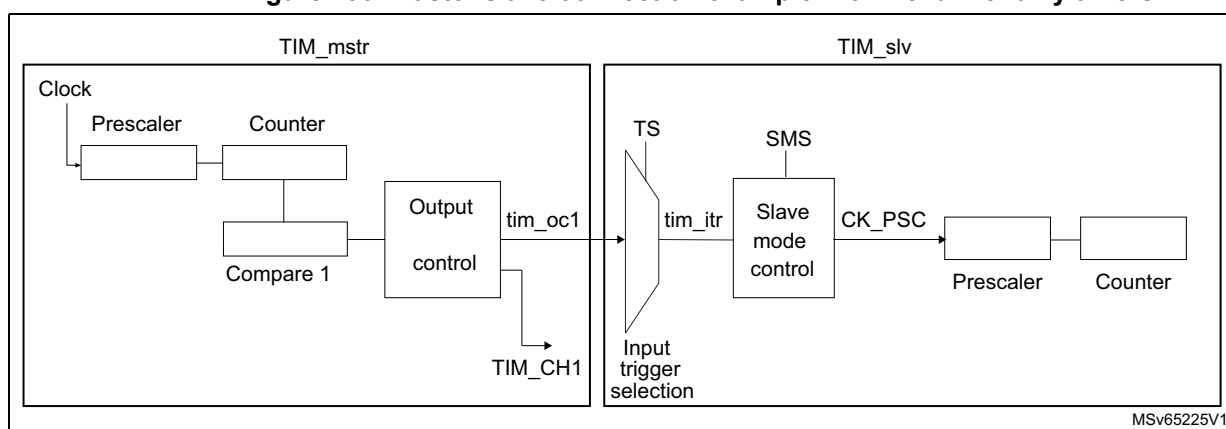 TIM_mstr
TIM_slv
Clock
Prescaler
Counter
Compare 1
Output
control
tim_oc1
TIM_CH1
TS
Input
trigger
selection
tim_itr
SMS
Slave
mode
control
CK_PSC
Prescaler
Counter
MSv65225V1